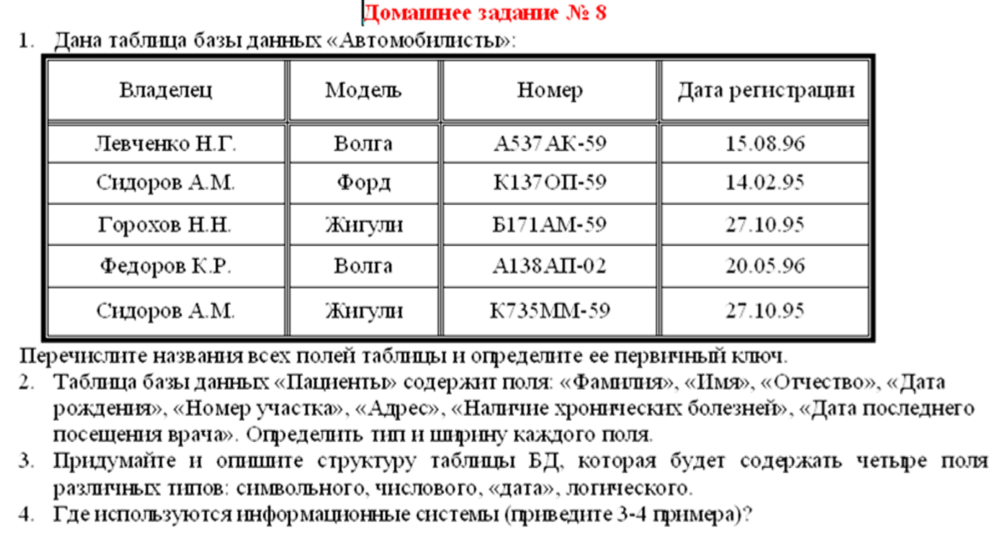 Домашнее задание № 8
1. Дана таблица базы данных «Автомобилисты»:
Владелец Модель Номер Дата регистрации
Левченко Н.Г. Волга А537АК-59 15.08.96
Сидоров А.М. Форд К137ОП-59 14.02.95
Горохов Н.Н. Жигули Б171АМ-59 27.10.95
Федоров К.Р. Волга А138АП-02 20.05.96
Сидоров А.М. Жигули К735ММ-59 27.10.95
Перечислите названия всех полей таблицы и определите ее первичный ключ.
2. Таблица базы данных «Пациенты» содержит поля: «Фамилия», «Имя», «Отчество», «Дата
рождения», «Номер участка», «Адрес», «Наличие хронических болезней», «Дата последнего
посещения врача». Определить тип и ширину каждого поля.
3. Придумайте и опишите структуру таблицы БД, которая будет содержать четыре поля
различных типов: символьного, числового, «дата», логического.
4. Где используются информационные системы (приведите 3-4 примера)?